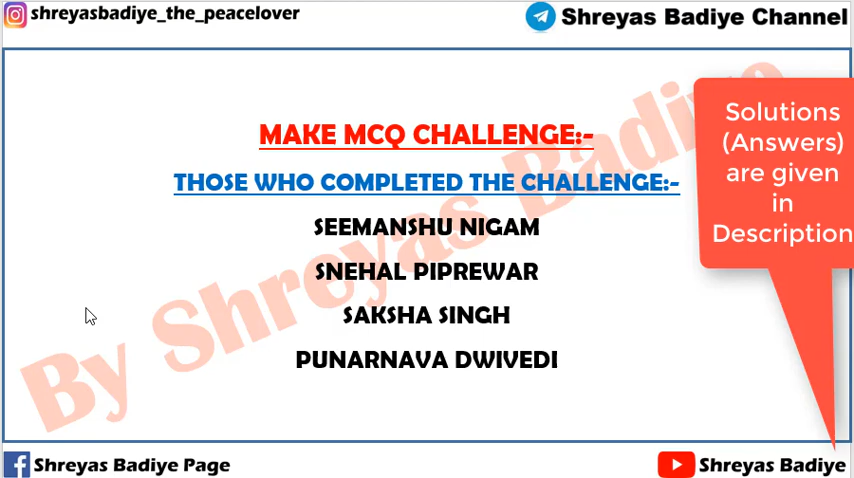 shreyasbadiye_the_peacelover
Shreyas Badiye Channel
MAKE MCQ CHALLENGE:-
THOSE WHO COMPLETED THE CHALLENGE:-
SEEMANSHU NIGAM
SNEHAL PIPREWAR
SAKSHA SINGH
PUNARNAVA DWIVEDI
Solutions
(Answers)
are given
in
Description
By Shreyas Badiye
Shreyas Badiye Page
Shreyas Badiye